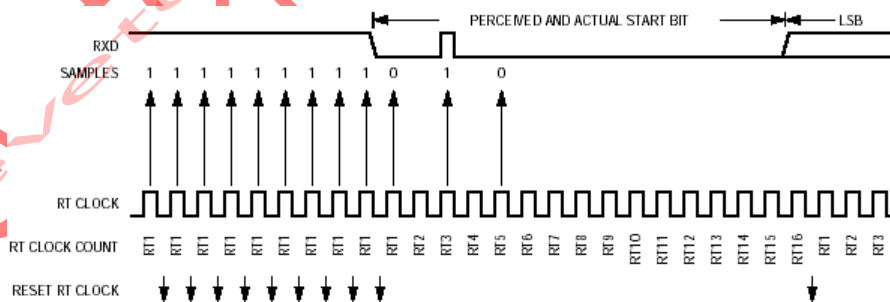 PERCEIVED AND ACTUAL START BIT LSB
RXD
SAMPLES 1 1 1 1 1 1 1 1 1 0 1 0
RT CLOCK
RT CLOCK COUNT RT1 RT1 RT1 RT1 RT1 RT1 RT1 RT1 RT1 RT1 RT2 RT3 RT4 RT5 RT6 RT7 RT8 RT9 RT10 RT11 RT12 RT13 RT14 RT15 RT16 RT1 RT2 RT3
RESET RT CLOCK